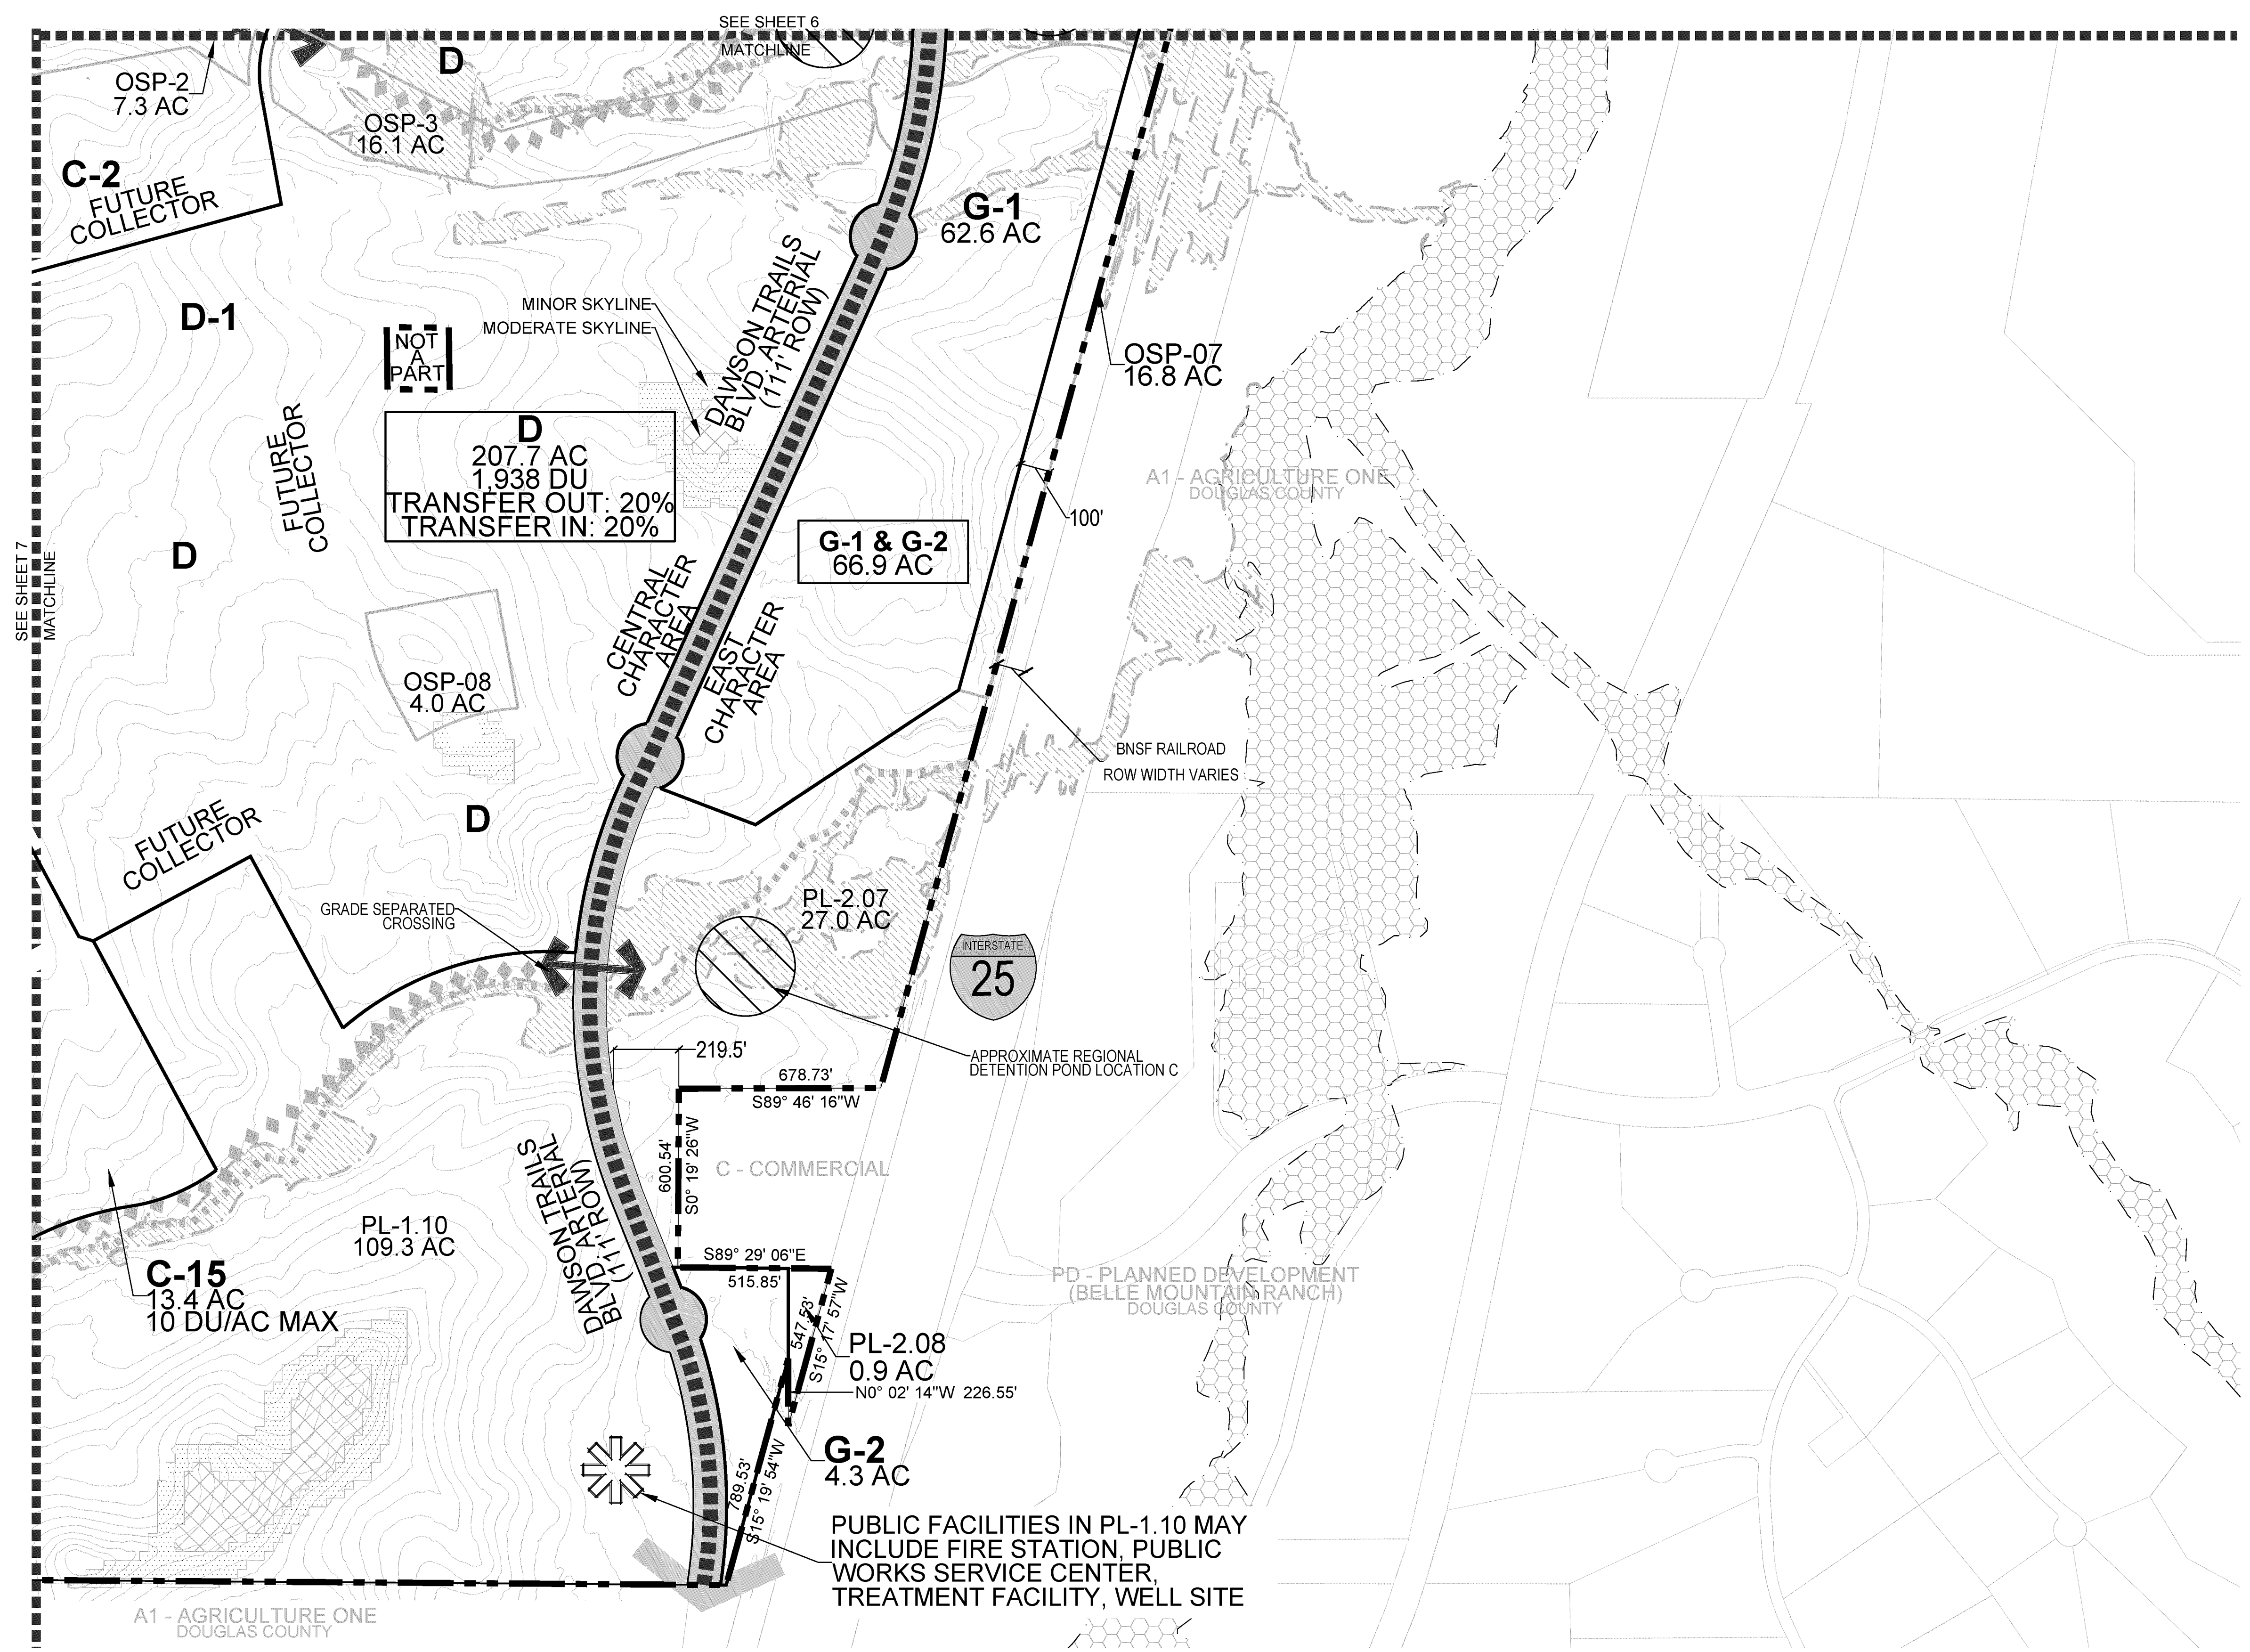 SEE SHEET 6
MATCHLINE
OSP-2
7.3 AC
D
OSP-3
16.1 AC
C-2
FUTURE
COLLECTOR
G-1
62.6 AC
D-1
MINOR SKYLINE
MODERATE SKYLINE
DAWSON TRAILS
BLVD. ARTERIAL
(111' ROW)
NOT
A
PART
OSP-07
16.8 AC
D
207.7 AC
1,938 DU
TRANSFER OUT: 20%
TRANSFER IN: 20%
FUTURE
COLLECTOR
A1 - AGRICULTURE ONE
DOUGLAS COUNTY
100'
G-1 & G-2
66.9 AC
D
SEE SHEET 7
MATCHLINE
CENTRAL
CHARACTER
AREA
EAST
CHARACTER
AREA
OSP-08
4.0 AC
BNSF RAILROAD
ROW WIDTH VARIES
D
FUTURE
COLLECTOR
GRADE SEPARATED
CROSSING
PL-2.07
27.0 AC
INTERSTATE
25
219.5'
APPROXIMATE REGIONAL
DETENTION POND LOCATION C
678.73'
S89° 46' 16"W
600.54'
S0° 19' 26"W
C - COMMERCIAL
DAWSON TRAILS
BLVD. ARTERIAL
(111' ROW)
PL-1.10
109.3 AC
S89° 29' 06"E
515.85'
C-15
13.4 AC
10 DU/AC MAX
547.53'
S15° 17' 57"W
PD - PLANNED DEVELOPMENT
(BELLE MOUNTAIN RANCH)
DOUGLAS COUNTY
PL-2.08
0.9 AC
N0° 02' 14"W 226.55'
G-2
4.3 AC
789.53'
S15° 19' 54"W
PUBLIC FACILITIES IN PL-1.10 MAY
INCLUDE FIRE STATION, PUBLIC
WORKS SERVICE CENTER,
TREATMENT FACILITY, WELL SITE
A1 - AGRICULTURE ONE
DOUGLAS COUNTY